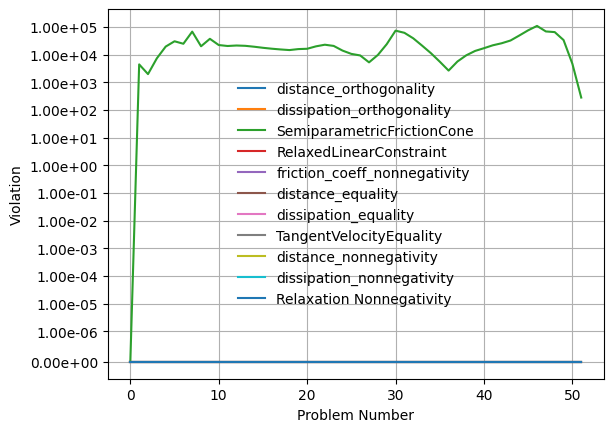 1.00e+05
1.00e+04
1.00e+03
1.00e+02
1.00e+01
1.00e+00
1.00e-01
1.00e-02
1.00e-03
1.00e-04
1.00e-05
1.00e-06
0.00e+00
Violation
distance_orthogonality
dissipation_orthogonality
SemiparametricFrictionCone
RelaxedLinearConstraint
friction_coeff_nonnegativity
distance_equality
dissipation_equality
TangentVelocityEquality
distance_nonnegativity
dissipation_nonnegativity
Relaxation Nonnegativity
0 10 20 30 40 50
Problem Number